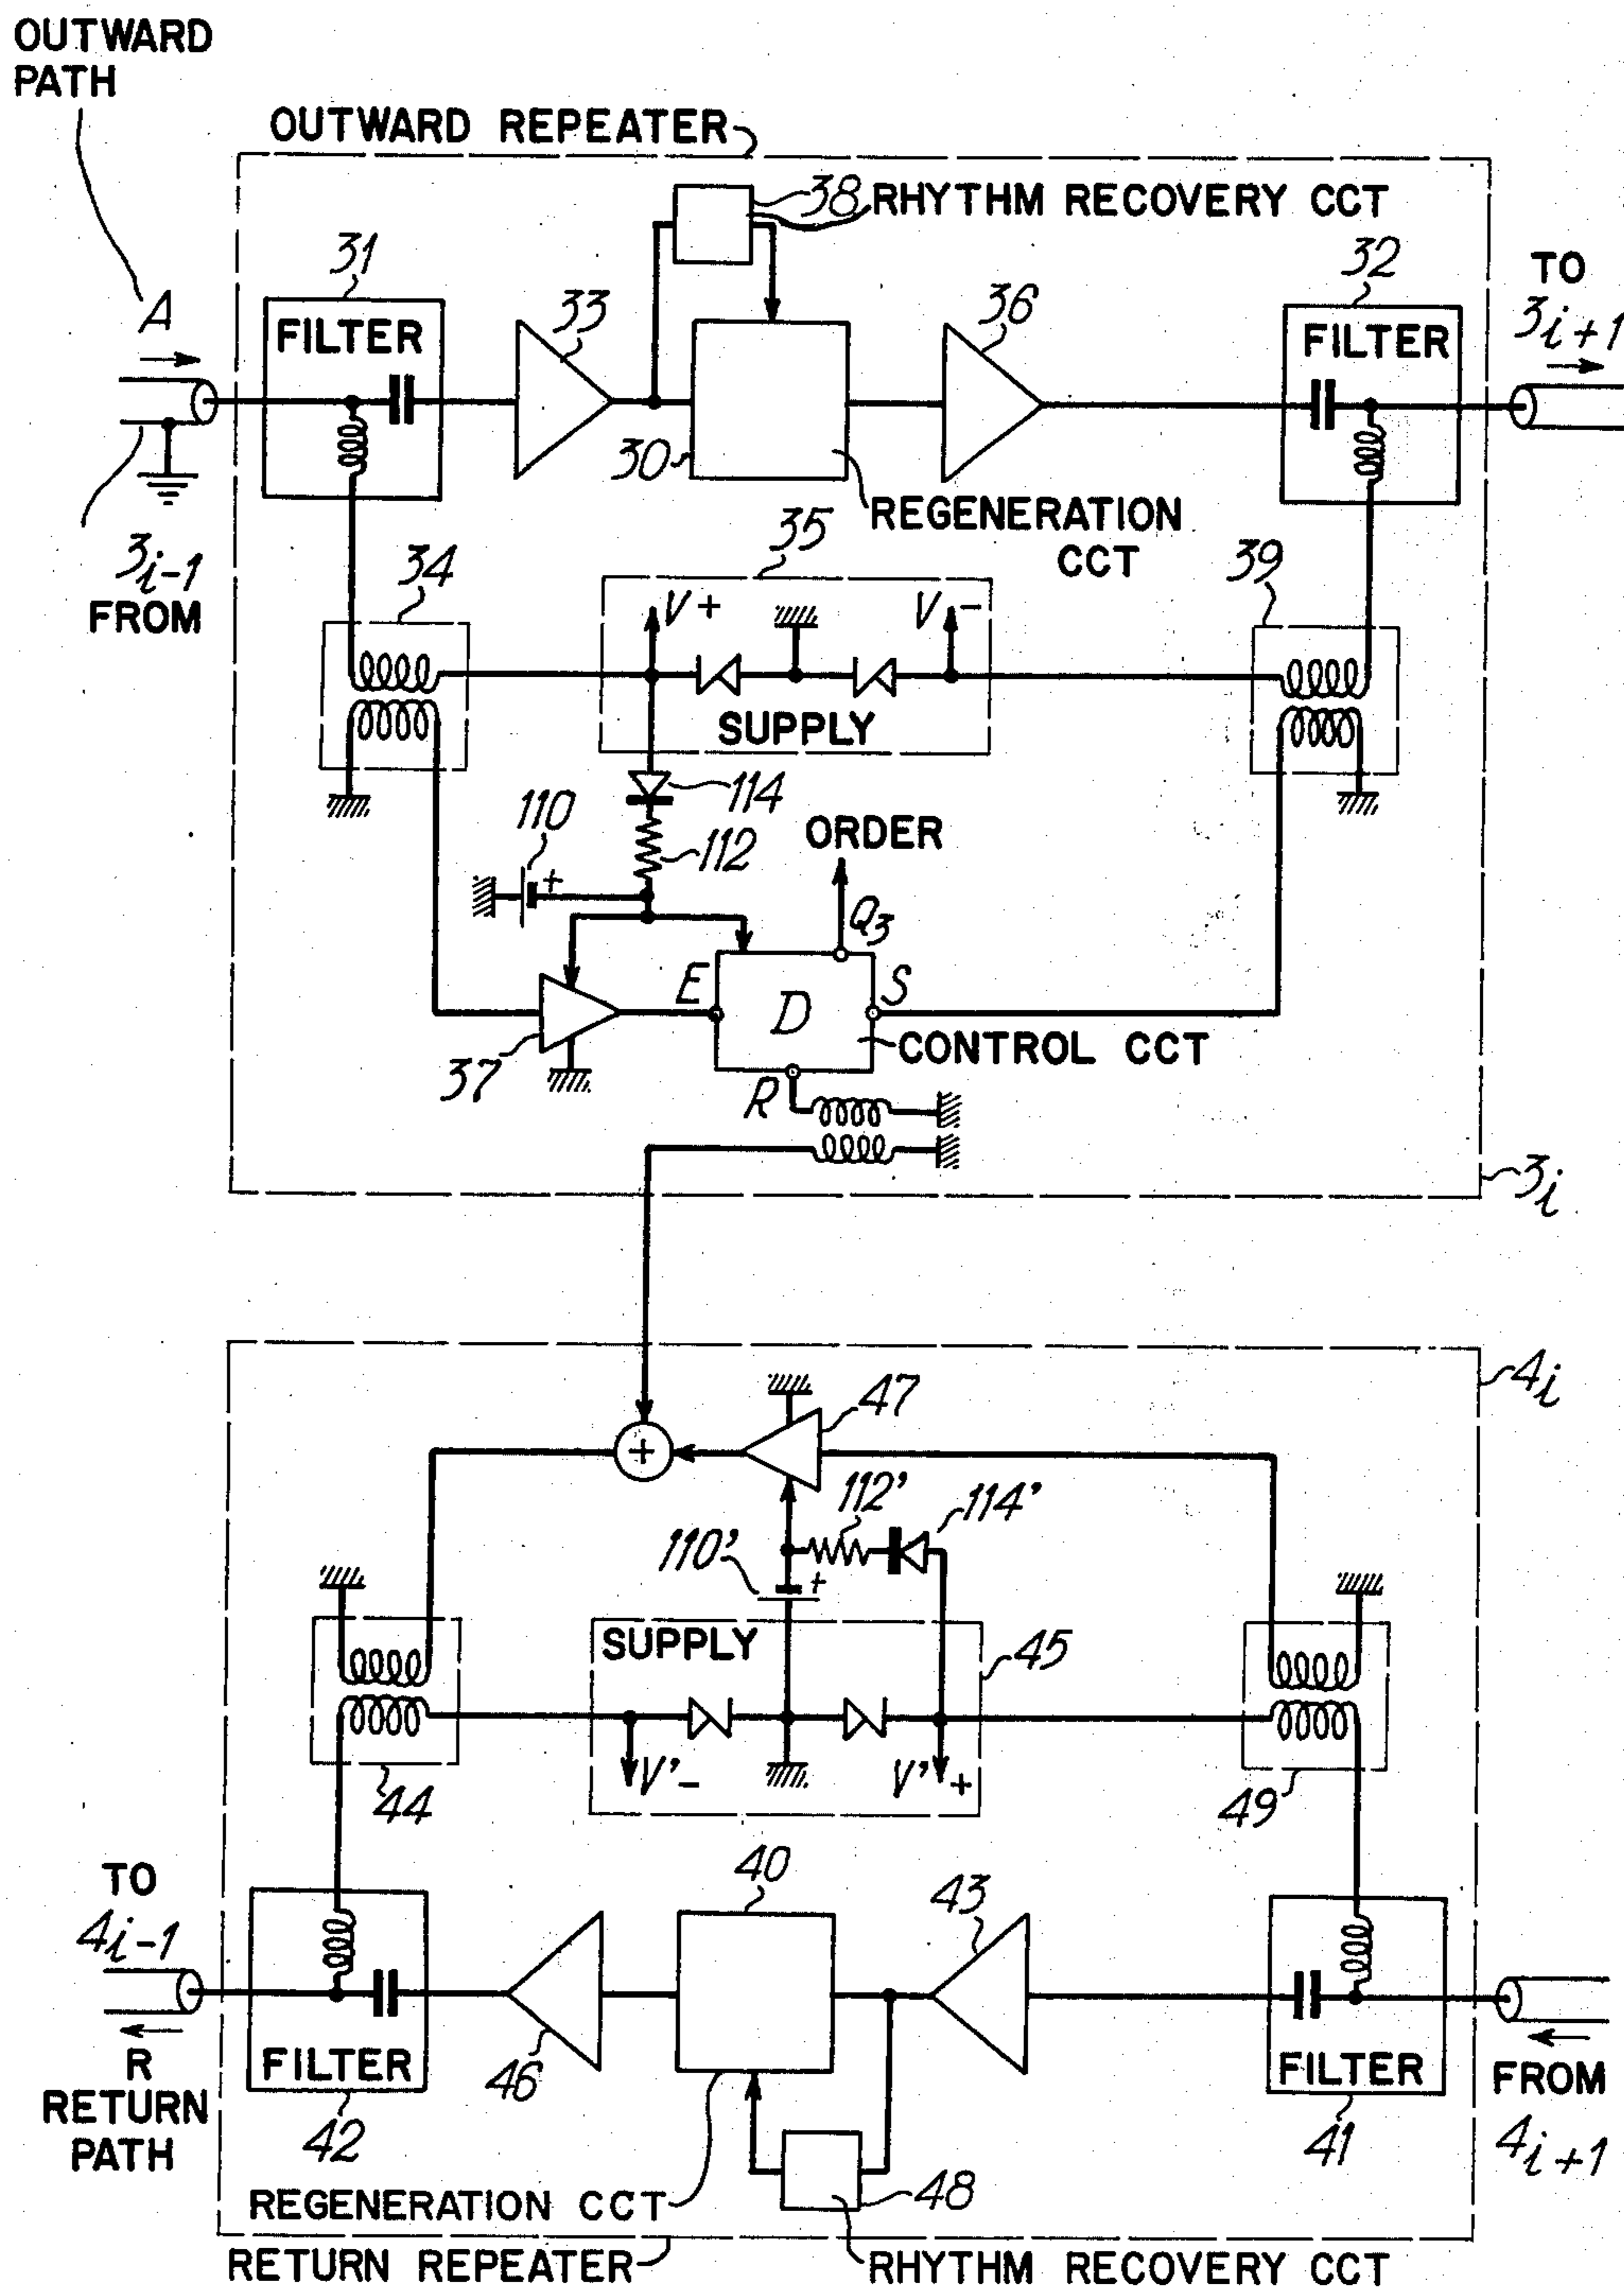 OUTWARD
PATH
OUTWARD REPEATER
38 RHYTHM RECOVERY CCT
31
32
TO
3i+1
A
FILTER
33
36
FILTER
30
REGENERATION
CCT
3i-1
FROM
34
35
39
V+
V-
SUPPLY
114
110
+
112
ORDER
Q3
E
D
S
37
CONTROL CCT
R
3i
4i
47
+
112'
114'
110'
+
SUPPLY
45
V'-
V'+
44
49
TO
4i-1
40
43
R
RETURN
PATH
FILTER
46
FILTER
FROM
4i+1
42
41
REGENERATION CCT
48
RETURN REPEATER
RHYTHM RECOVERY CCT